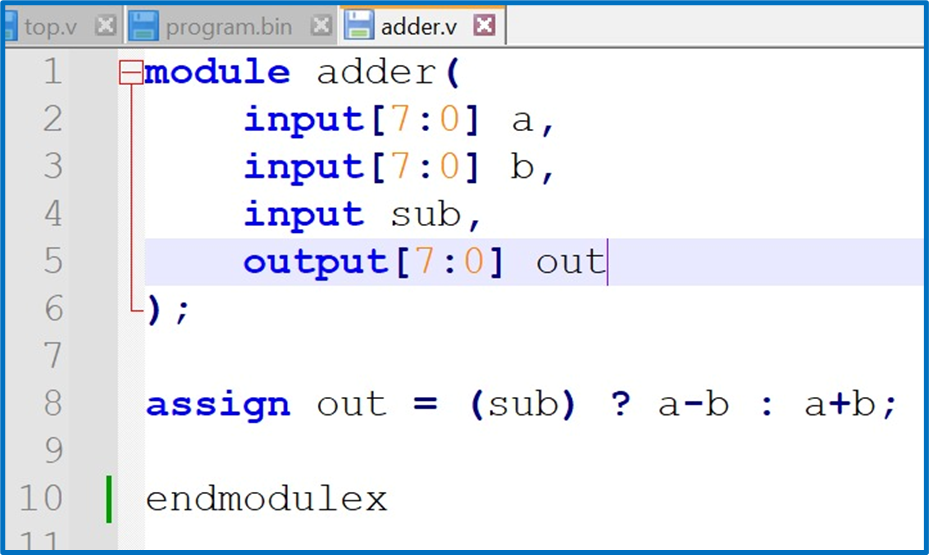 top.v program.bin adder.v
1 module adder(
2 input[7:0] a,
3 input[7:0] b,
4 input sub,
5 output[7:0] out
6 );
7
8 assign out = (sub) ? a-b : a+b;
9
10 endmodulex
11